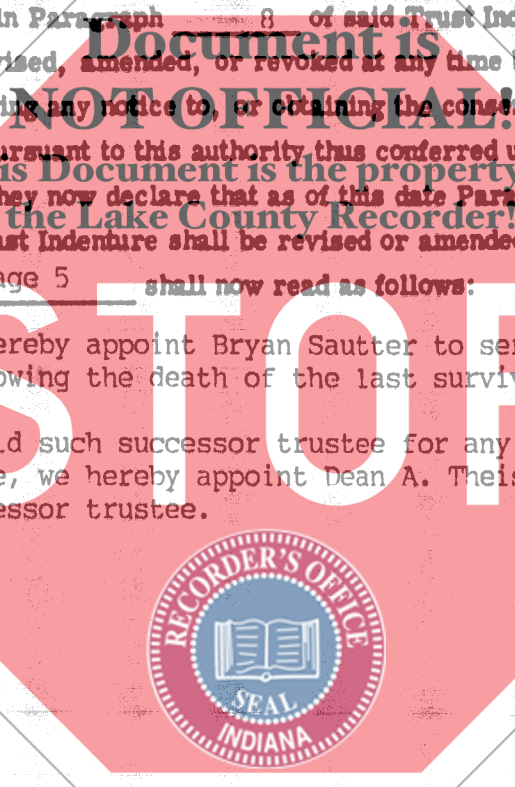 in Paragraph 8 of said Trust Ind
Document is
ised, amended, or revoked at any time
NOT OFFICIAL!
ing any notice to, or obtaining the conse
ursuant to this authority thus conferred u
is Document is the property
hey now declare that as of this date Para
the Lake County Recorder!
ust Indenture shall be revised or amende
age 5 shall now read as follows:
STOP
ereby appoint Bryan Sautter to se
owing the death of the last surviv
ld such successor trustee for any
e, we hereby appoint Dean A. Theis
essor trustee.
RECORDER'S OFFICE
SEAL
INDIANA